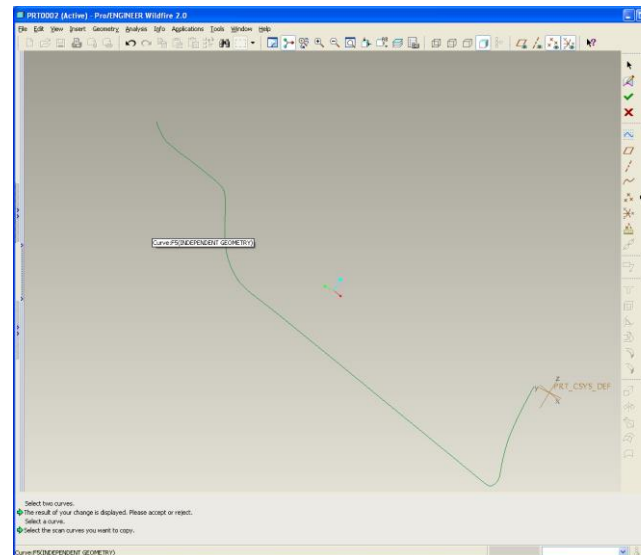 PRT0002 (Active) - Pro/ENGINEER Wildfire 2.0
File Edit View Insert Geometry Analysis Info Applications Tools Window Help
Curve:F5(INDEPENDENT GEOMETRY)
Z
Y PRT_CSYS_DEF
X
Select two curves.
The result of your change is displayed. Please accept or reject.
Select a curve.
Select the scan curves you want to copy.
Curve:F5(INDEPENDENT GEOMETRY)